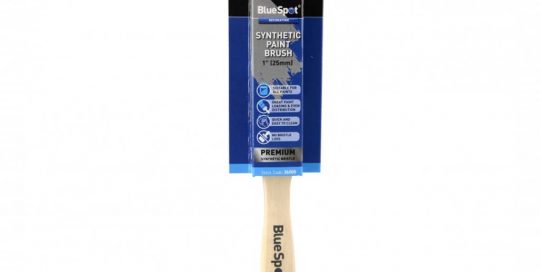 BlueSpot®
DECORATING
SYNTHETIC
PAINT
BRUSH
1" (25mm)
SUITABLE FOR
ALL PAINTS
GREAT PAINT
LOADING & EVEN
DISTRIBUTION
QUICK AND
EASY TO CLEAN
NO BRISTLE
LOSS
PREMIUM
SYNTHETIC BRISTLE
BlueSpot